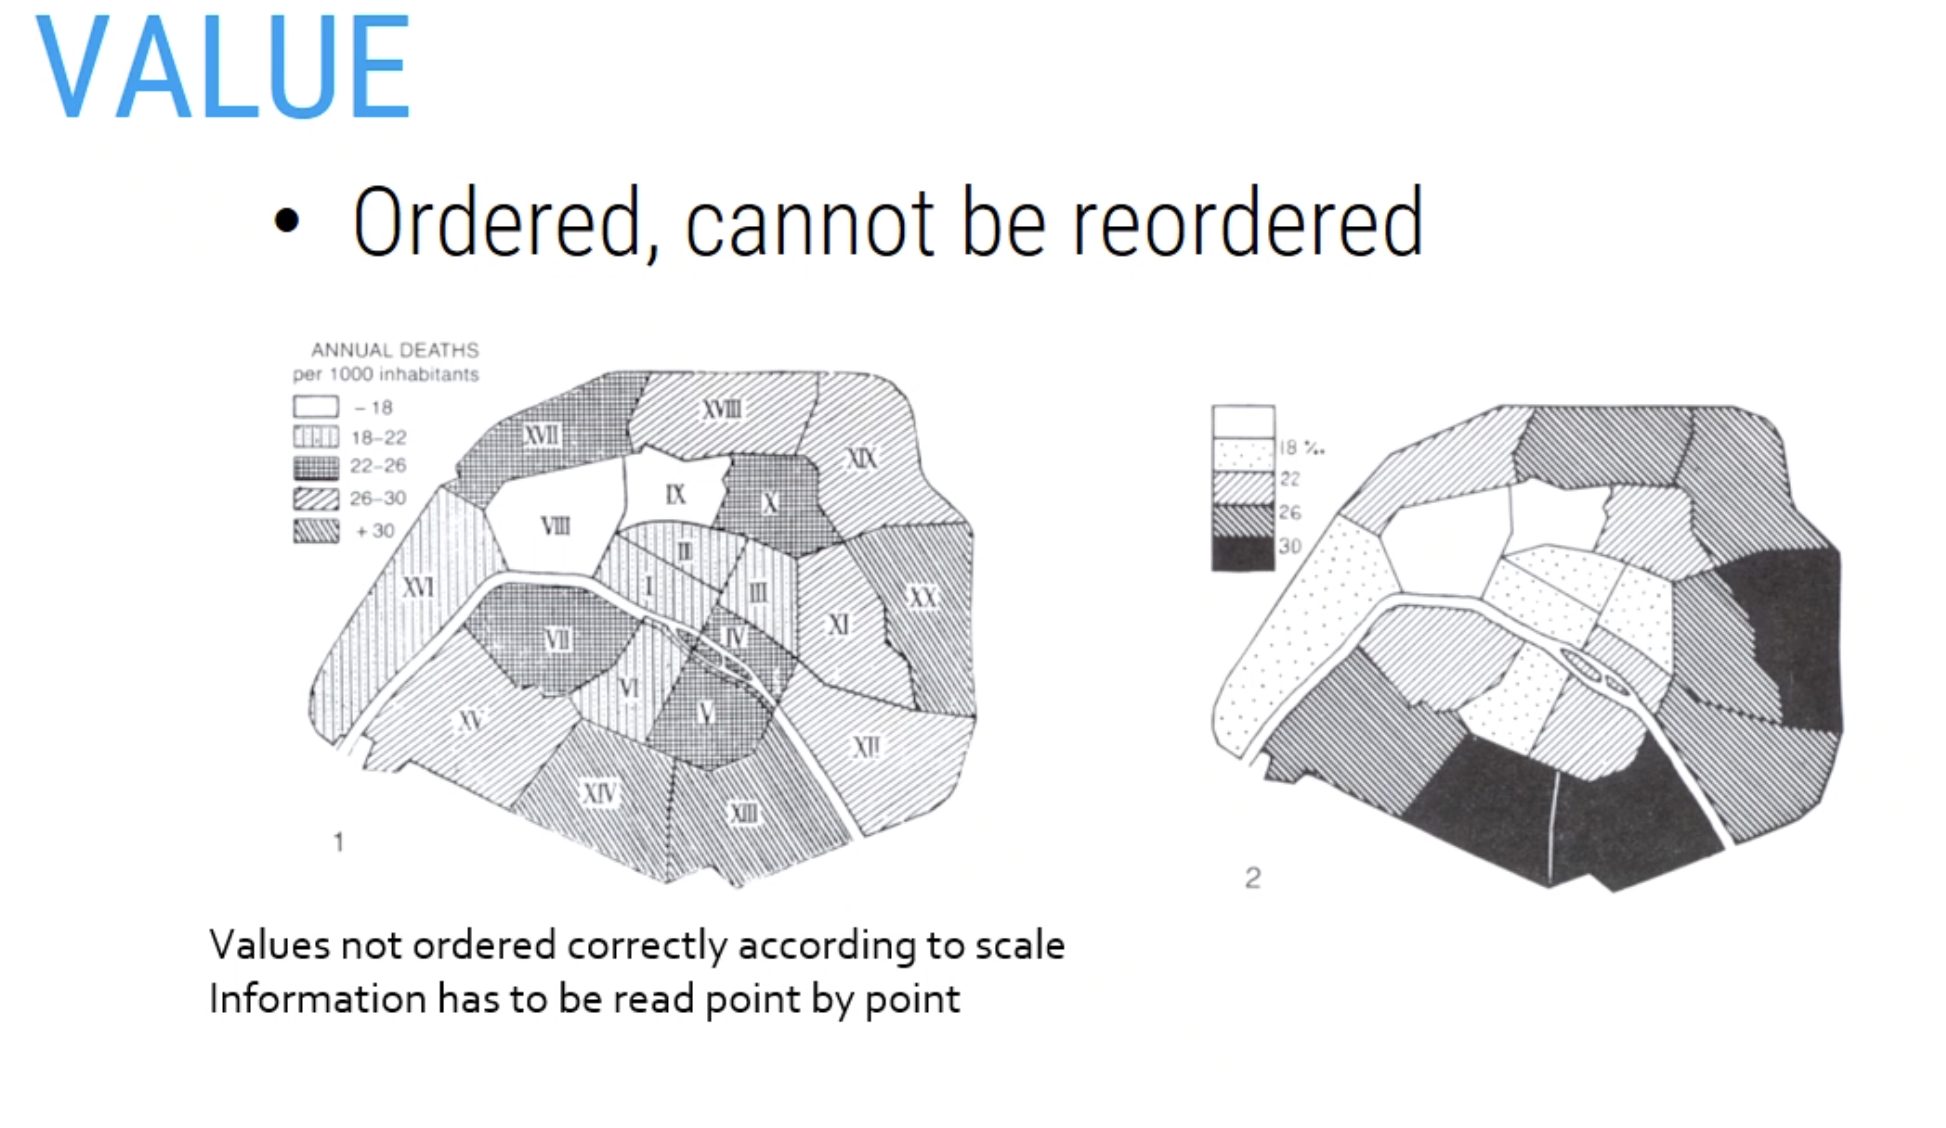 VALUE
• Ordered, cannot be reordered
ANNUAL DEATHS
per 1000 inhabitants
– 18
18–22
22–26
26–30
+ 30
XVII
XVIII
XIX
IX
X
VIII
II
XVI
I
III
XX
VII
IV
XI
VI
V
XV
XII
XIV
XIII
1
18 ‰
22
26
30
2
Values not ordered correctly according to scale
Information has to be read point by point